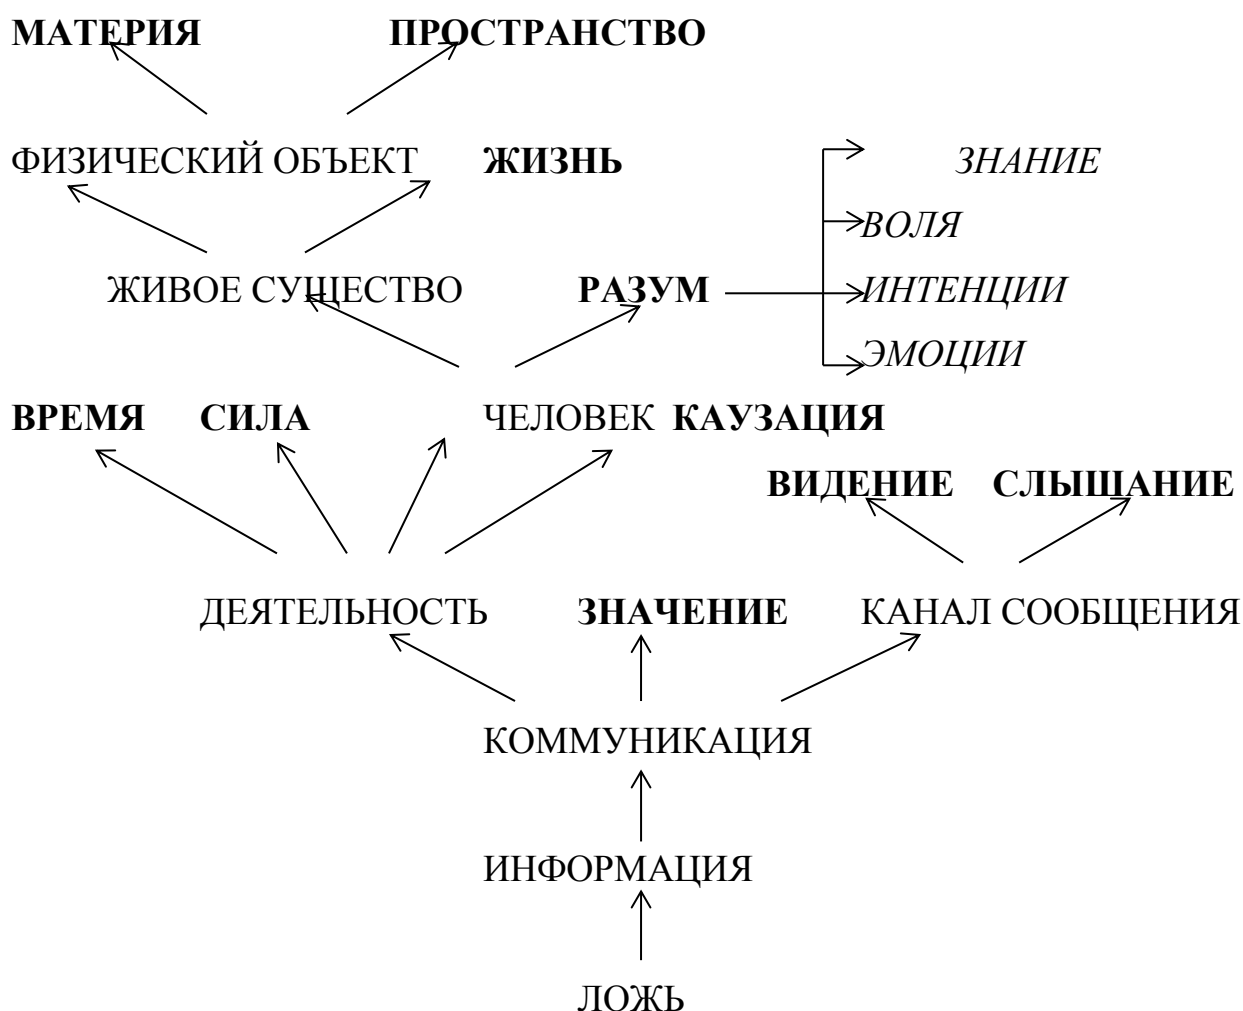 МАТЕРИЯ ПРОСТРАНСТВО
ФИЗИЧЕСКИЙ ОБЪЕКТ ЖИЗНЬ ЗНАНИЕ
ВОЛЯ
ЖИВОЕ СУЩЕСТВО РАЗУМ ИНТЕНЦИИ
ЭМОЦИИ
ВРЕМЯ СИЛА ЧЕЛОВЕК КАУЗАЦИЯ
ВИДЕНИЕ СЛЫШАНИЕ
ДЕЯТЕЛЬНОСТЬ ЗНАЧЕНИЕ КАНАЛ СООБЩЕНИЯ
КОММУНИКАЦИЯ
ИНФОРМАЦИЯ
ЛОЖЬ